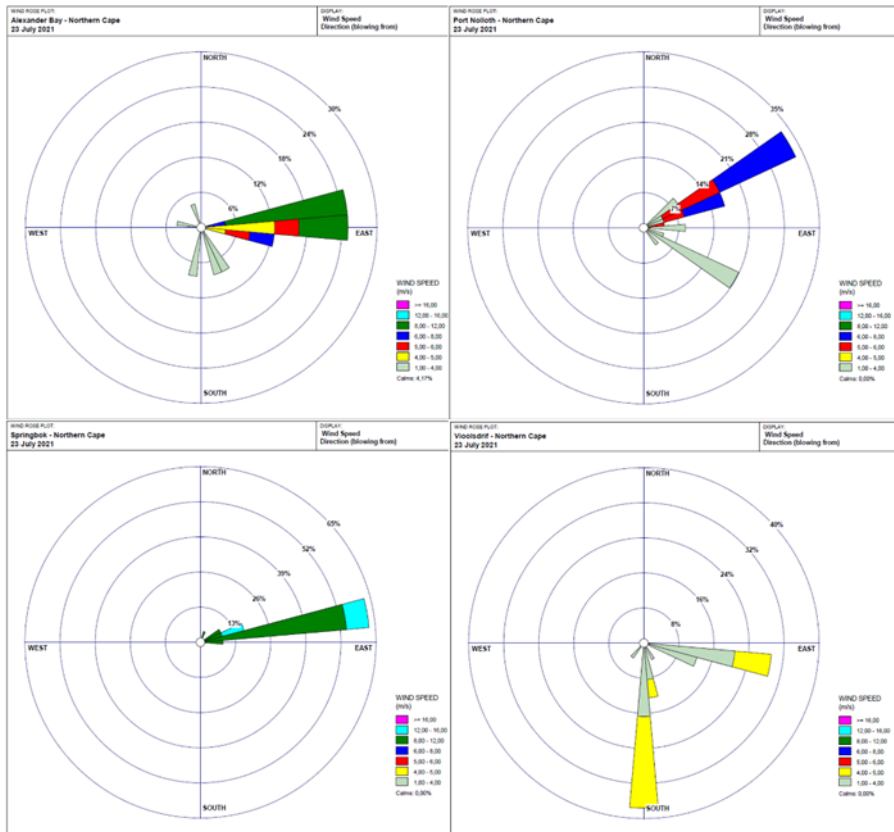 WIND ROSE PLOT:
Alexander Bay - Northern Cape
23 July 2021
DISPLAY:
Wind Speed
Direction (blowing from)
NORTH
30%
24%
18%
12%
6%
WEST
EAST
SOUTH
WIND SPEED
(m/s)
>= 16,00
12,00 - 16,00
8,00 - 12,00
6,00 - 8,00
5,00 - 6,00
4,00 - 5,00
1,00 - 4,00
Calms: 4,17%
WIND ROSE PLOT:
Port Nolloth - Northern Cape
23 July 2021
DISPLAY:
Wind Speed
Direction (blowing from)
NORTH
35%
28%
21%
14%
7%
WEST
EAST
SOUTH
WIND SPEED
(m/s)
>= 16,00
12,00 - 16,00
8,00 - 12,00
6,00 - 8,00
5,00 - 6,00
4,00 - 5,00
1,00 - 4,00
Calms: 0,00%
WIND ROSE PLOT:
Springbok - Northern Cape
23 July 2021
DISPLAY:
Wind Speed
Direction (blowing from)
NORTH
65%
52%
39%
26%
13%
WEST
EAST
SOUTH
WIND SPEED
(m/s)
>= 16,00
12,00 - 16,00
8,00 - 12,00
6,00 - 8,00
5,00 - 6,00
4,00 - 5,00
1,00 - 4,00
Calms: 0,00%
WIND ROSE PLOT:
Vioolsdrif - Northern Cape
23 July 2021
DISPLAY:
Wind Speed
Direction (blowing from)
NORTH
40%
32%
24%
16%
8%
WEST
EAST
SOUTH
WIND SPEED
(m/s)
>= 16,00
12,00 - 16,00
8,00 - 12,00
6,00 - 8,00
5,00 - 6,00
4,00 - 5,00
1,00 - 4,00
Calms: 0,00%